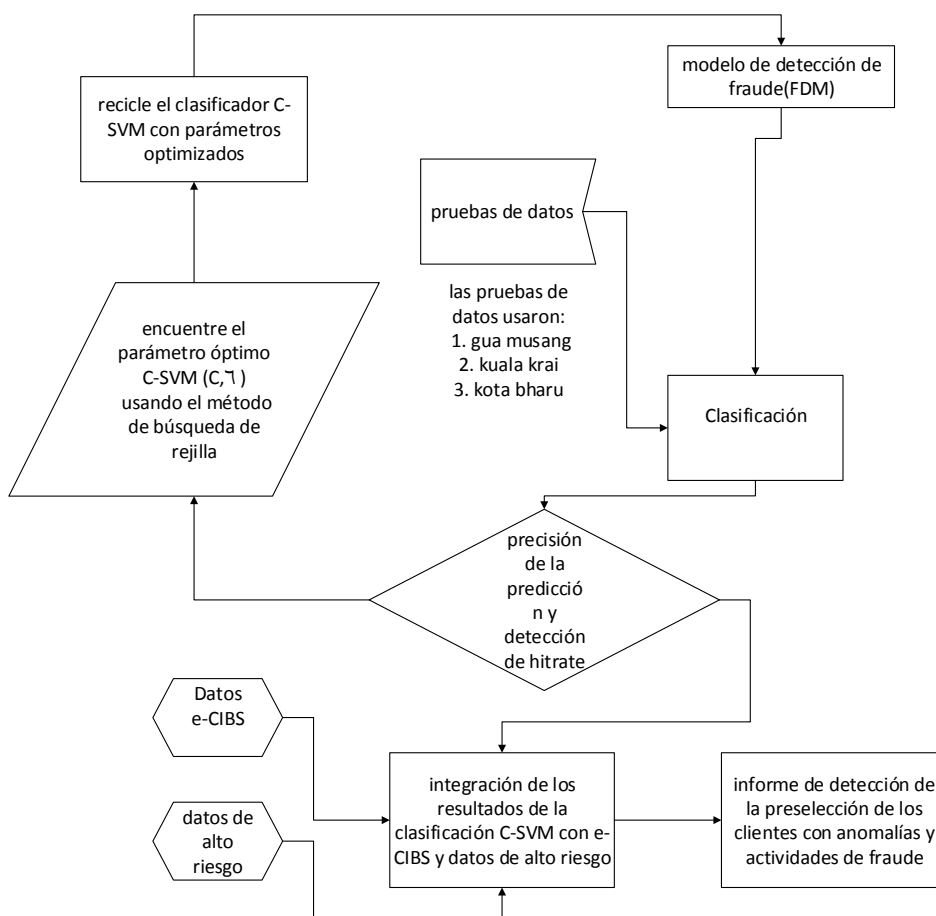 recicle el clasificador C-
SVM con parámetros
optimizados
modelo de detección de
fraude(FDM)
pruebas de datos
las pruebas de
datos usaron:
1. gua musang
2. kuala krai
3. kota bharu
encuentre el
parámetro óptimo
C-SVM (C,٦ )
usando el método
de búsqueda de
rejilla
Clasificación
precisión
de la
predicció
n y
detección
de hitrate
Datos
e-CIBS
datos de
alto
riesgo
integración de los
resultados de la
clasificación C-SVM con e-
CIBS y datos de alto riesgo
informe de detección de
la preselección de los
clientes con anomalías y
actividades de fraude